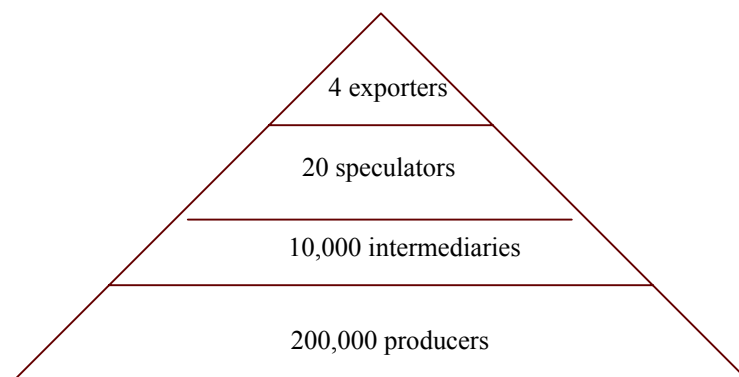 4 exporters
20 speculators
10,000 intermediaries
200,000 producers